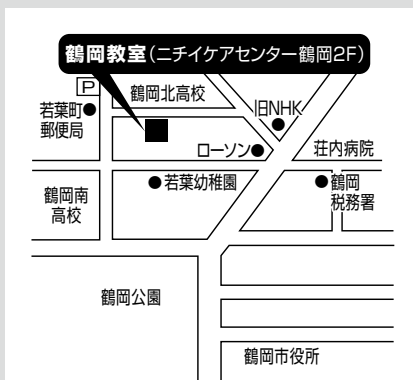 鶴岡教室(ニチイケアセンター鶴岡2F)
P
鶴岡北高校
旧NHK
若葉町
郵便局
ローソン
荘内病院
若葉幼稚園
鶴岡
税務署
鶴岡南
高校
鶴岡公園
鶴岡市役所